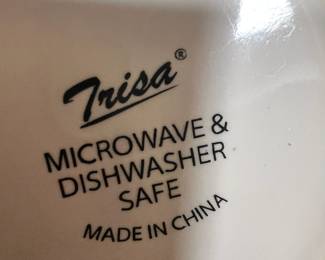 Trisa®
MICROWAVE &
DISHWASHER
SAFE
MADE IN CHINA